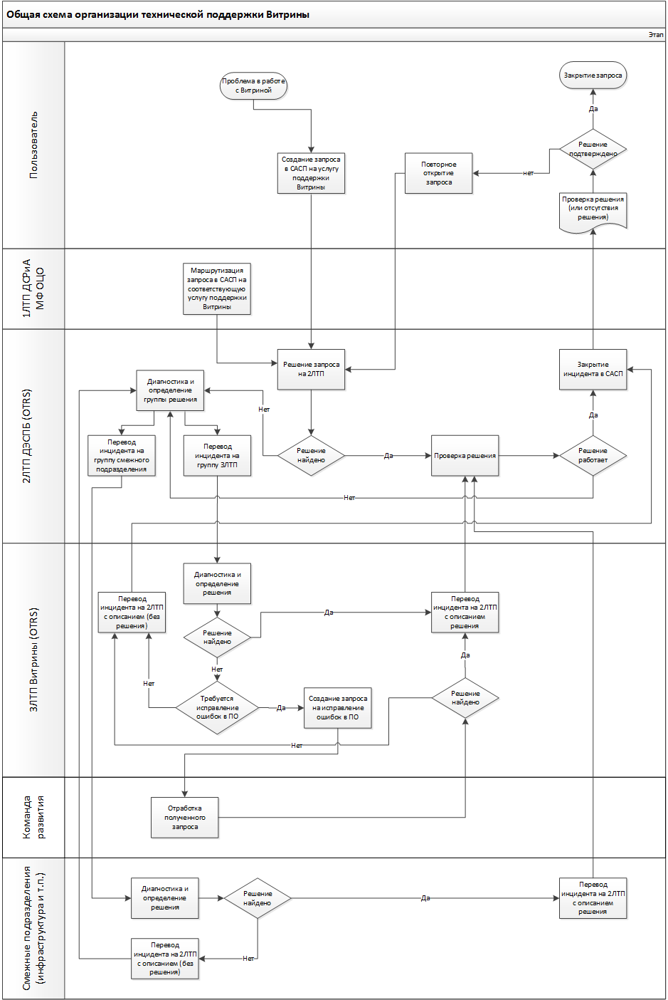 Общая схема организации технической поддержки Витрины
Этап
Пользователь
Проблема в работе
с Витриной
Закрытие запроса
Да
Решение
подтверждено
нет
Создание запроса
в САСП на услугу
поддержки
Витрины
Повторное
открытие
запроса
Проверка решения
(или отсутствия
решения)
1ЛТП ДСРиА
МФ ОЦО
Маршрутизация
запроса в САСП на
соответствующую
услугу поддержки
Витрины
2ЛТП ДЭСПБ (OTRS)
Решение запроса
на 2ЛТП
Закрытие
инцидента в САСП
Диагностика и
определение
группы решения
Нет
Да
Перевод
инцидента на
группу смежного
подразделения
Перевод
инцидента на
группу 3ЛТП
Решение
найдено
Да
Проверка решения
Решение
работает
Нет
3ЛТП Витрины (OTRS)
Диагностика и
определение
решения
Перевод
инцидента на 2ЛТП
с описанием (без
решения)
Да
Перевод
инцидента на 2ЛТП
с описанием
решения
Решение
найдено
Да
Нет
Нет
Требуется
исправление
ошибок в ПО
Да
Создание запроса
на исправление
ошибок в ПО
Решение
найдено
Нет
Команда
развития
Отработка
полученного
запроса
Смежные подразделения
(инфраструктура и т.п.)
Диагностика и
определение
решения
Решение
найдено
Да
Перевод
инцидента на 2ЛТП
с описанием
решения
Перевод
инцидента на 2ЛТП
с описанием (без
решения)
Нет